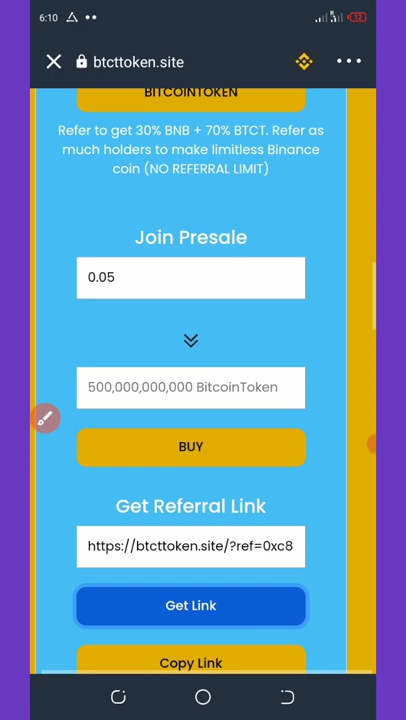 6:10
12
btcttoken.site
BITCOINTOKEN
Refer to get 30% BNB + 70% BTCT. Refer as
much holders to make limitless Binance
coin (NO REFERRAL LIMIT)
Join Presale
0.05
500,000,000,000 BitcoinToken
BUY
Get Referral Link
https://btcttoken.site/?ref=0xc8
Get Link
Copy Link